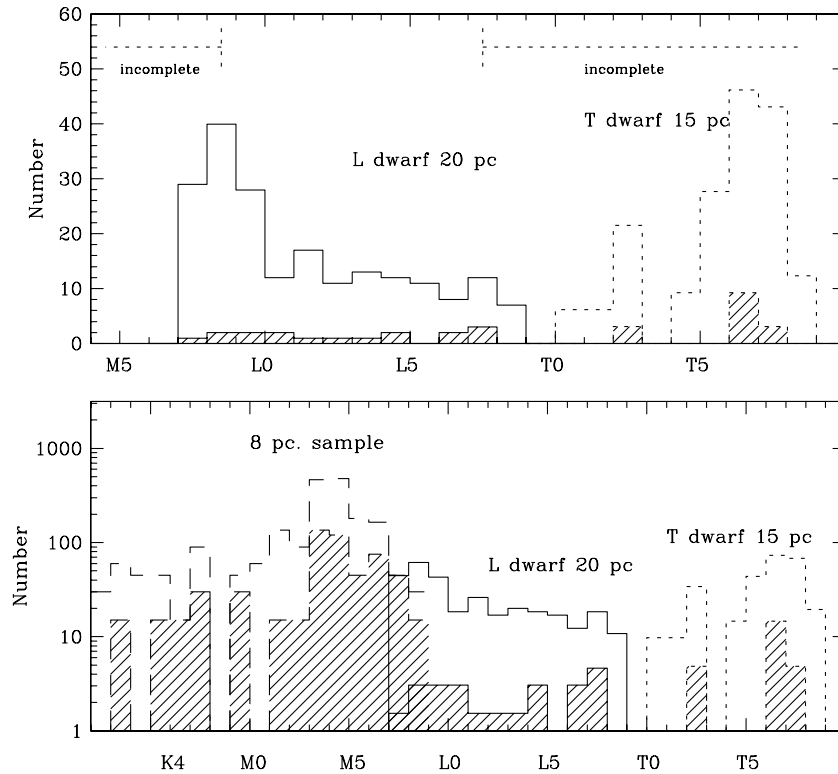 60
incomplete
incomplete
50
T dwarf 15 pc
40
L dwarf 20 pc
30
Number
20
10
0
M5 L0 L5 T0 T5
8 pc. sample
1000
T dwarf 15 pc
100
L dwarf 20 pc
Number
10
1
K4 M0 M5 L0 L5 T0 T5